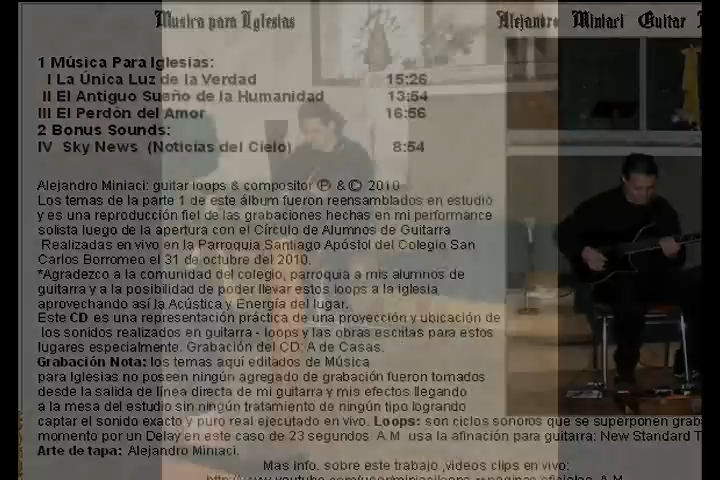 Musica para Iglesias
Alejandro Miniaci Guitar
1 Música Para Iglesias:
I La Única Luz de la Verdad 15:26
II El Antiguo Sueño de la Humanidad 13:54
III El Perdón del Amor 16:56
2 Bonus Sounds:
IV Sky News (Noticias del Cielo) 8:54
Alejandro Miniaci: guitar loops & compositor ℗ & © 2010
Los temas de la parte 1 de este álbum fueron reensamblados en estudio
y es una reproducción fiel de las grabaciones hechas en mi performance
solista luego de la apertura con el Círculo de Alumnos de Guitarra
Realizadas en vivo en la Parroquia Santiago Apóstol del Colegio San
Carlos Borromeo el 31 de octubre del 2010.
*Agradezco a la comunidad del colegio, parroquia a mis alumnos de
guitarra y a la posibilidad de poder llevar estos loops a la iglesia
aprovechando así la Acústica y Energía del lugar.
Este CD es una representación práctica de una proyección y ubicación de
los sonidos realizados en guitarra - loops y las obras escritas para estos
lugares especialmente. Grabación del CD: A de Casas.
Grabación Nota: los temas aquí editados de Música
para Iglesias no poseen ningún agregado de grabación fueron tomados
desde la salida de línea directa de mi guitarra y mis efectos llegando
a la mesa del estudio sin ningún tratamiento de ningún tipo logrando
captar el sonido exacto y puro real ejecutado en vivo. Loops: son ciclos sonoros que se superponen grab
momento por un Delay en este caso de 23 segundos. A.M usa la afinación para guitarra: New Standard T
Arte de tapa: Alejandro Miniaci.
Mas info. sobre este trabajo ,videos clips en vivo: